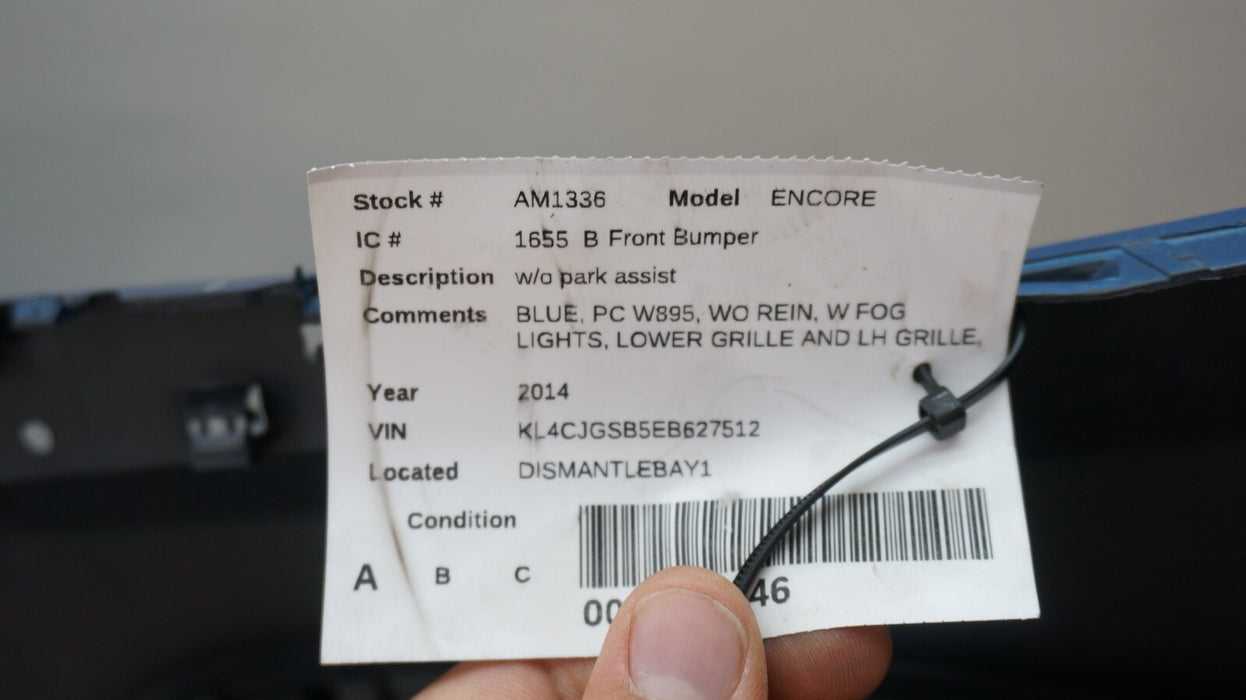 Stock # AM1336 Model ENCORE
IC # 1655 B Front Bumper
Description w/o park assist
Comments BLUE, PC W895, WO REIN, W FOG
LIGHTS, LOWER GRILLE AND LH GRILLE,
Year 2014
VIN KL4CJGSB5EB627512
Located DISMANTLEBAY1
Condition
A B C
00 46